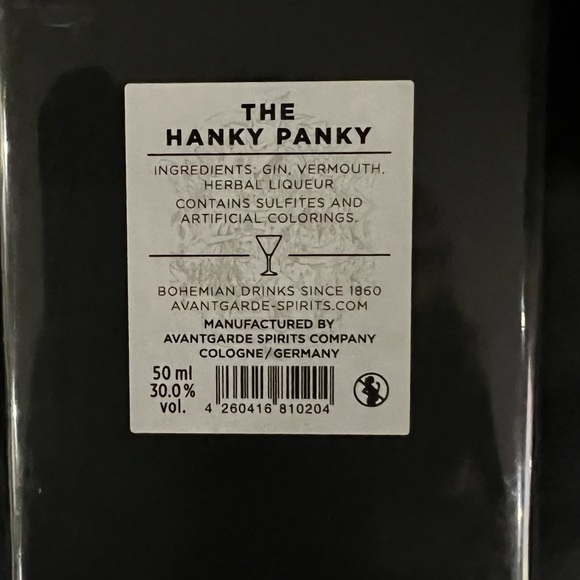 THE
HANKY PANKY
INGREDIENTS: GIN, VERMOUTH,
HERBAL LIQUEUR
CONTAINS SULFITES AND
ARTIFICIAL COLORINGS.
BOHEMIAN DRINKS SINCE 1860
AVANTGARDE-SPIRITS.COM
MANUFACTURED BY
AVANTGARDE SPIRITS COMPANY
COLOGNE/GERMANY
50 ml
30.0%
vol.
4 260416 810204